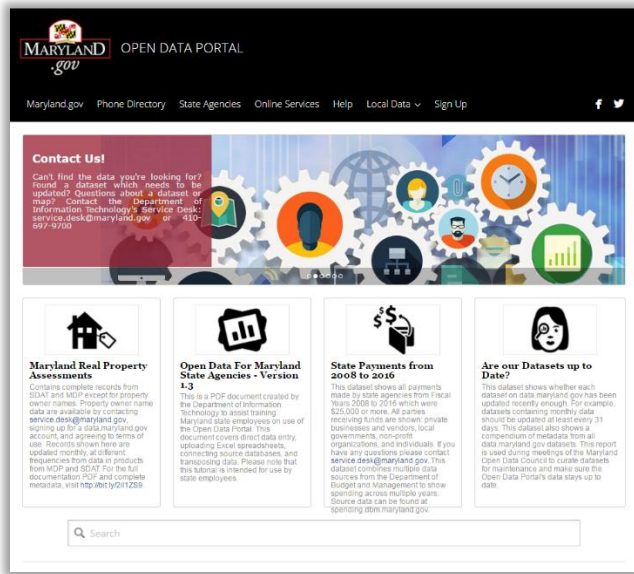 MARYLAND
.gov
OPEN DATA PORTAL
Maryland.gov Phone Directory State Agencies Online Services Help Local Data Sign Up
Contact Us!
Can't find the data you're looking for?
Found a dataset which needs to be
updated? Questions about a dataset or
map? Contact the Department of
Information Technology's Service Desk:
service.desk@maryland.gov 410-
697-9700
Maryland Real Property
Assessments
Contains complete records from
SDAT and MDP except for property
owner names. Property owner name
data are available by contacting
service.desk@maryland.gov,
signing up for a data.maryland.gov
account, and agreeing to terms of
use. Records shown here are
updated monthly, at different
frequencies from data in products
from MDP and SDAT. For the full
documentation PDF and complete
metadata, visit
Open Data For Maryland
State Agencies - Version
1.3
This is a PDF document created by
the Department of Information
Technology to assist training
Maryland state employees on use of
the Open Data Portal. This
document covers direct data entry,
uploading Excel spreadsheets,
connecting source databases, and
transposing data. Please note that
this tutorial is intended for use by
state employees.
State Payments from
2008 to 2016
This dataset shows all payments
made by state agencies from Fiscal
Years 2008 to 2016 which were
$25,000 or more. All parties
receiving funds are shown: private
businesses and vendors, local
governments, non-profit
organizations, and individuals. If you
have any questions please contact
service.desk@maryland.gov. This
dataset combines multiple data
sources from the Department of
Budget and Management to show
spending across multiple years.
Source data can be found at
spending.dbm.maryland.gov.
Are our Datasets up to
Date?
This dataset shows whether each
dataset on data.maryland.gov has been
updated recently enough. For example,
datasets containing monthly data
should be updated at least every 31
days. This dataset also shows a
compendium of metadata from all
data.maryland.gov datasets. This report
is used during meetings of the Maryland
Open Data Council to curate datasets
for maintenance and make sure the
Open Data Portal's data stays up to
date.
Search